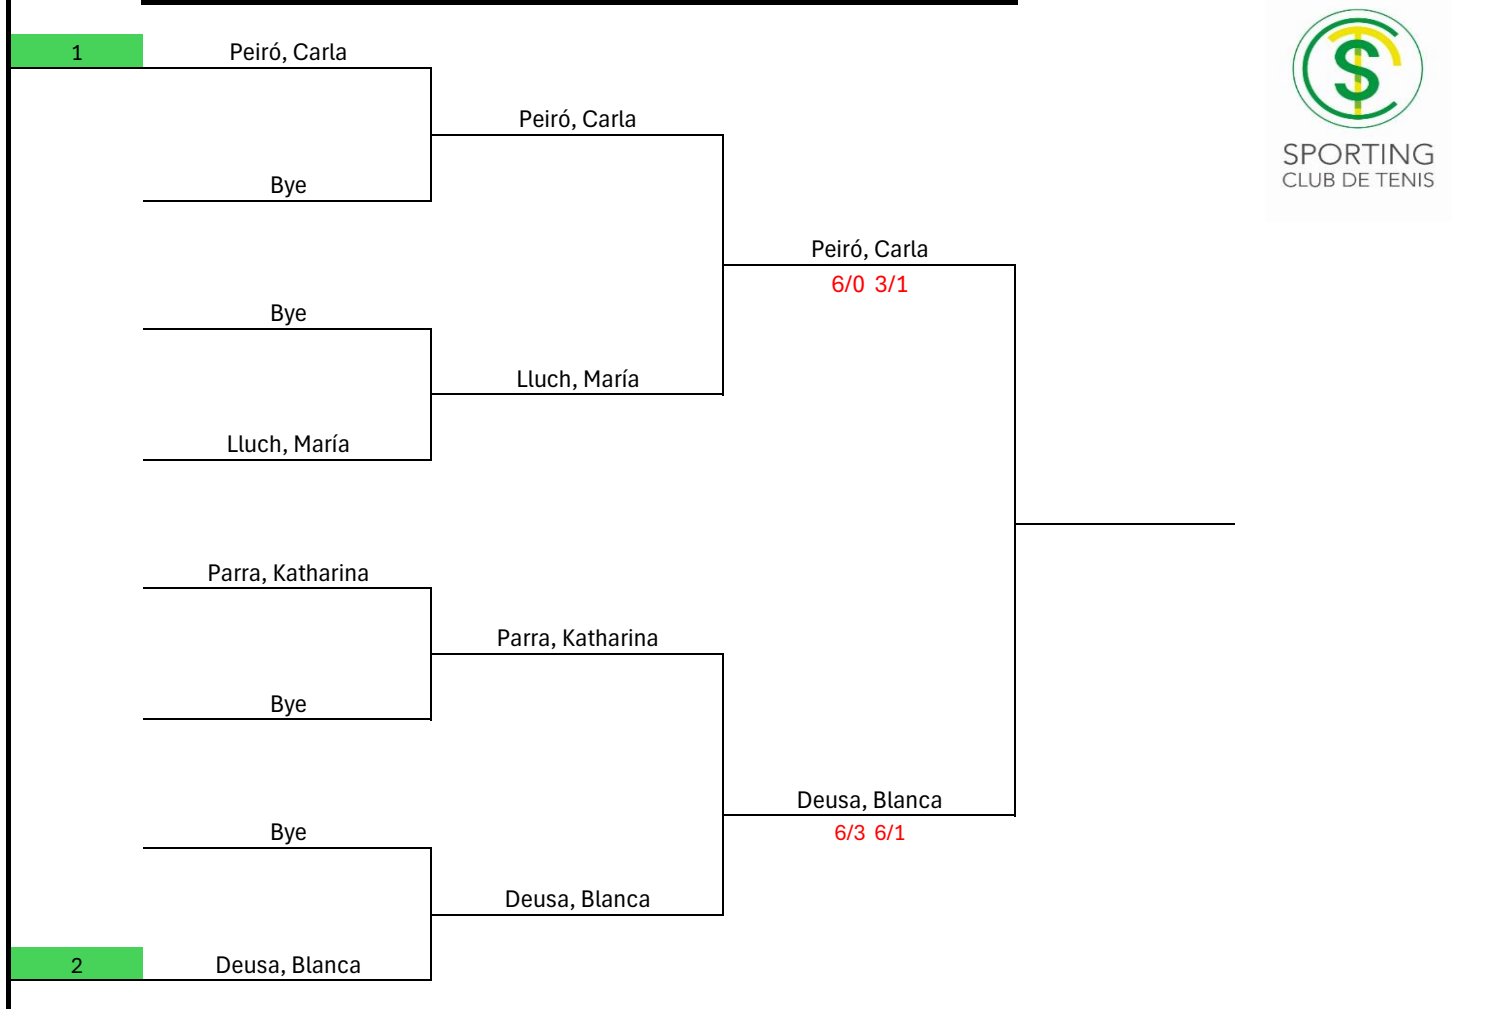 1
Peiró, Carla
Peiró, Carla
Bye
SPORTING
CLUB DE TENIS
Peiró, Carla
6/0 3/1
Bye
Lluch, María
Lluch, María
Parra, Katharina
Parra, Katharina
Bye
Deusa, Blanca
6/3 6/1
Bye
Deusa, Blanca
2
Deusa, Blanca